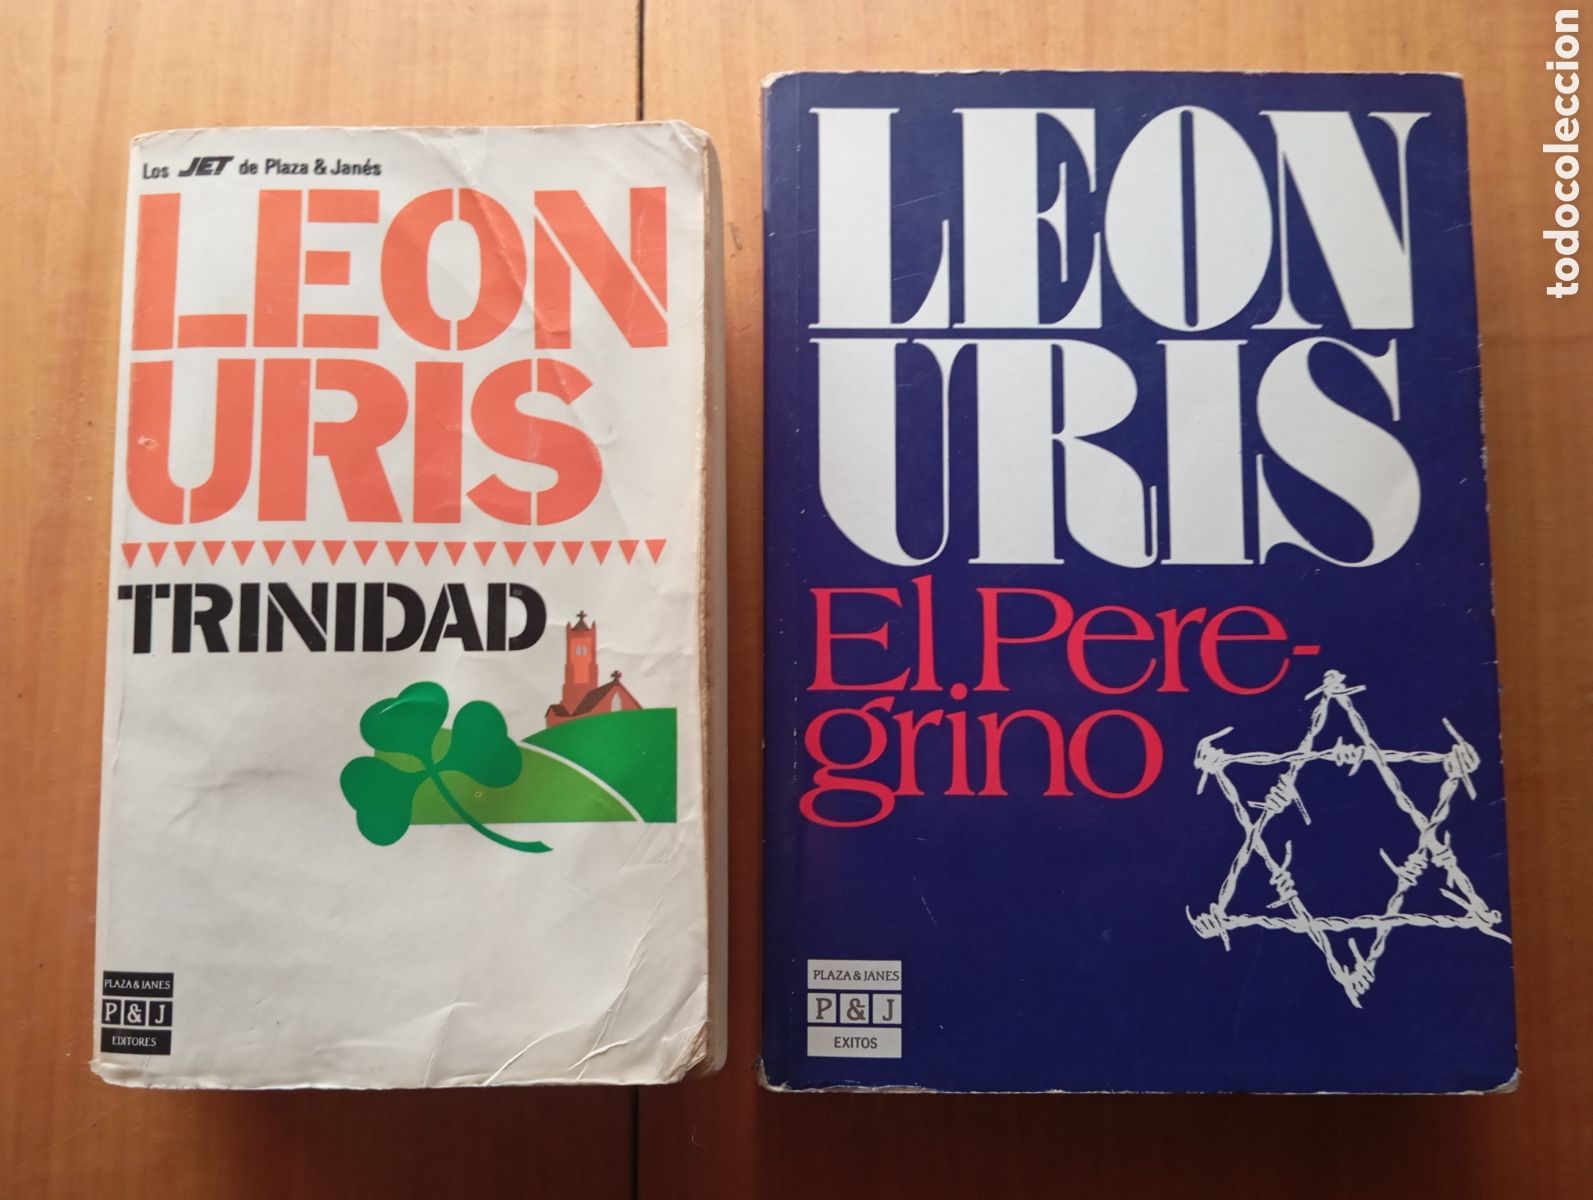 Los JET de Plaza & Janés
LEON
URIS
TRINIDAD
PLAZA & JANES
P & J
EDITORES
LEON
URIS
El Pere-
grino
PLAZA & JANES
P & J
EXITOS
todocoleccion